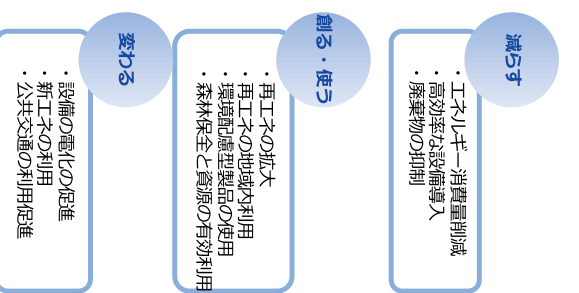 減らす
・エネルギー消費量削減
・高効率な設備導入
・廃棄物の抑制
創る・使う
・再エネの拡大
・再エネの地域内利用
・環境配慮型製品の使用
・森林保全と資源の有効利用
変わる
・設備の電化の促進
・新エネの利用
・公共交通の利用促進